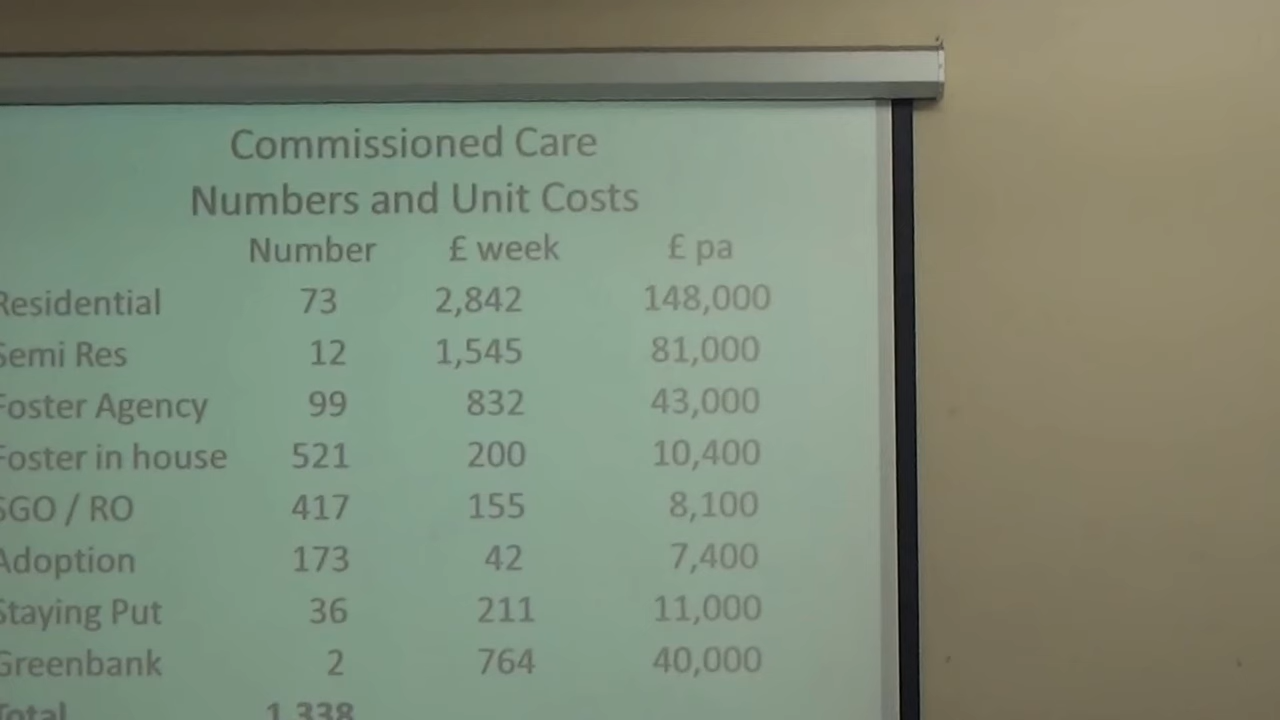 Commissioned Care
Numbers and Unit Costs
Number £ week £ pa
Residential 73 2,842 148,000
Semi Res 12 1,545 81,000
Foster Agency 99 832 43,000
Foster in house 521 200 10,400
SGO / RO 417 155 8,100
Adoption 173 42 7,400
Staying Put 36 211 11,000
Greenbank 2 764 40,000
Total 1,338